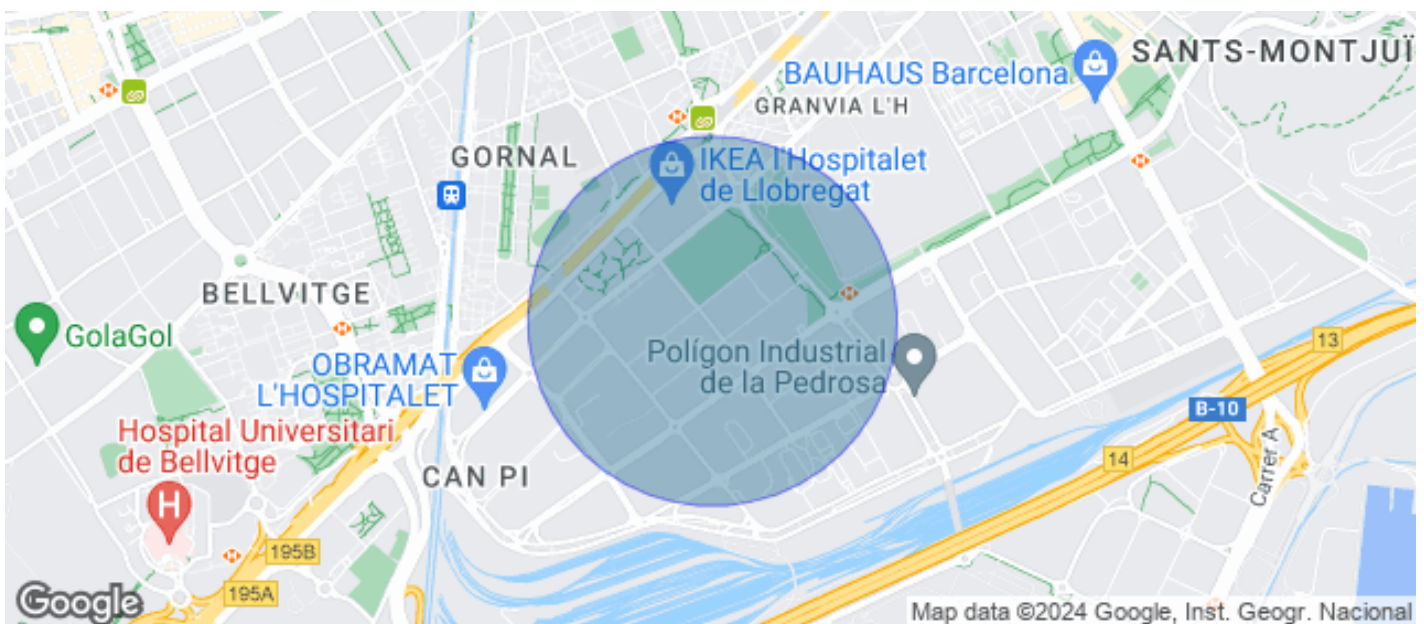 SANTS-MONTJUÏ
BAUHAUS Barcelona
GRANVIA L'H
GORNAL
IKEA l'Hospitalet
de Llobregat
BELLVITGE
GolaGol
OBRAMAT
L'HOSPITALET
Polígon Industrial
de la Pedrosa
13
B-10
Hospital Universitari
de Bellvitge
H
CAN PI
14
Carrer A
195B
195A
Google
Map data ©2024 Google, Inst. Geogr. Nacional